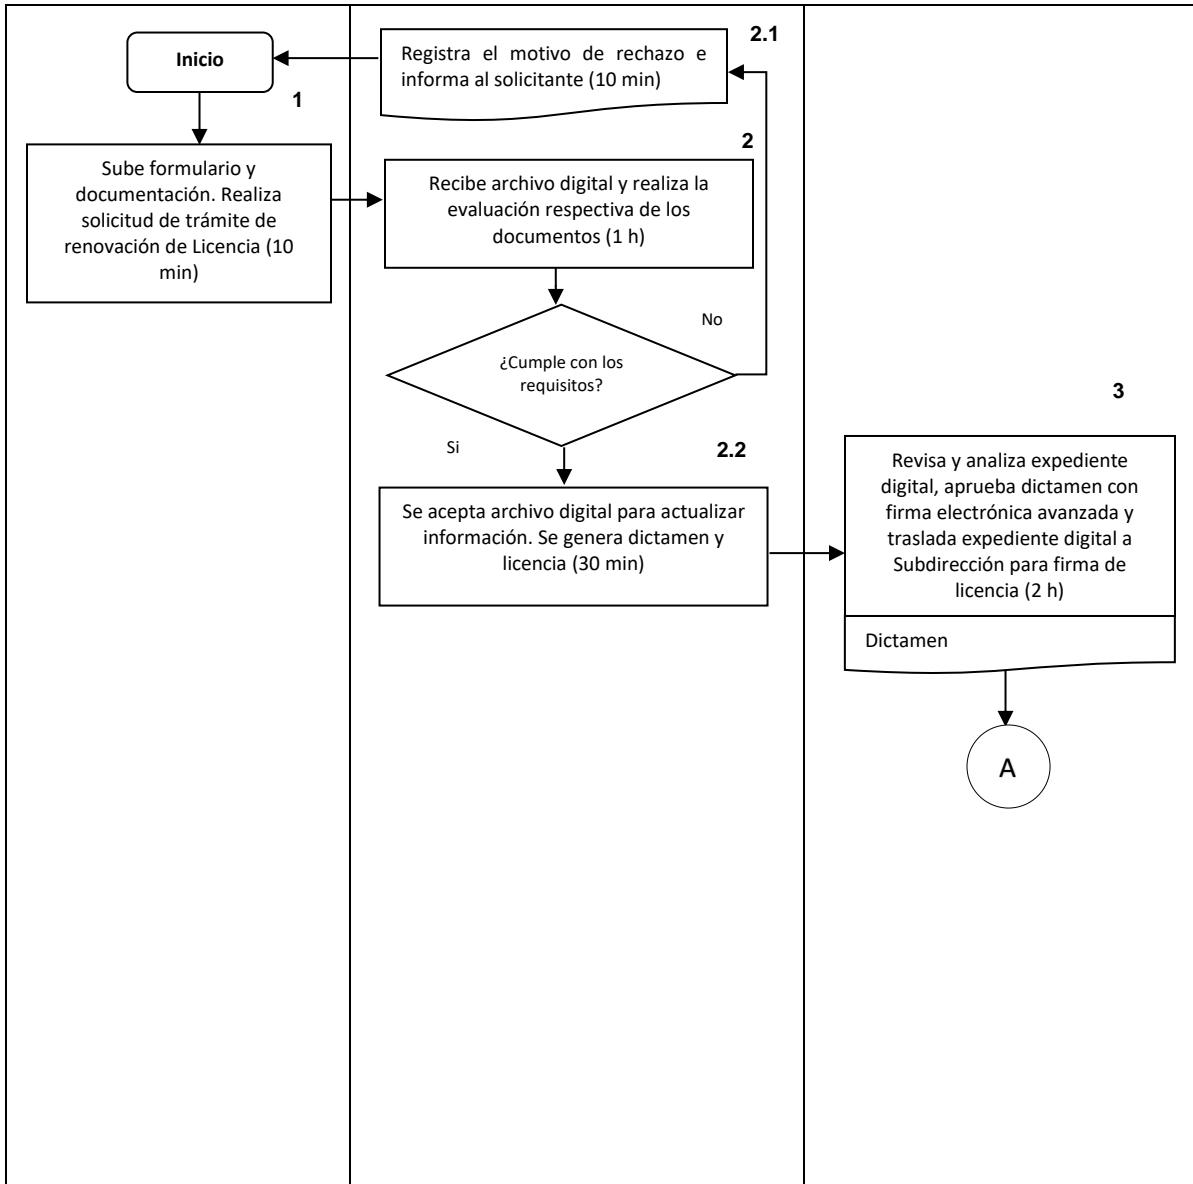 Inicio
1
Sube formulario y
documentación. Realiza
solicitud de trámite de
renovación de Licencia (10
min)
2.1
Registra el motivo de rechazo e
informa al solicitante (10 min)
2
Recibe archivo digital y realiza la
evaluación respectiva de los
documentos (1 h)
¿Cumple con los
requisitos?
No
Si
2.2
Se acepta archivo digital para actualizar
información. Se genera dictamen y
licencia (30 min)
3
Revisa y analiza expediente
digital, aprueba dictamen con
firma electrónica avanzada y
traslada expediente digital a
Subdirección para firma de
licencia (2 h)
Dictamen
A